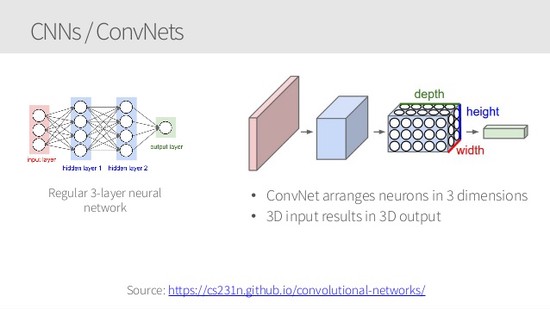 CNNs / ConvNets
input layer
hidden layer 1
hidden layer 2
output layer
Regular 3-layer neural
network
depth
height
width
• ConvNet arranges neurons in 3 dimensions
• 3D input results in 3D output
Source: https://cs231n.github.io/convolutional-networks/